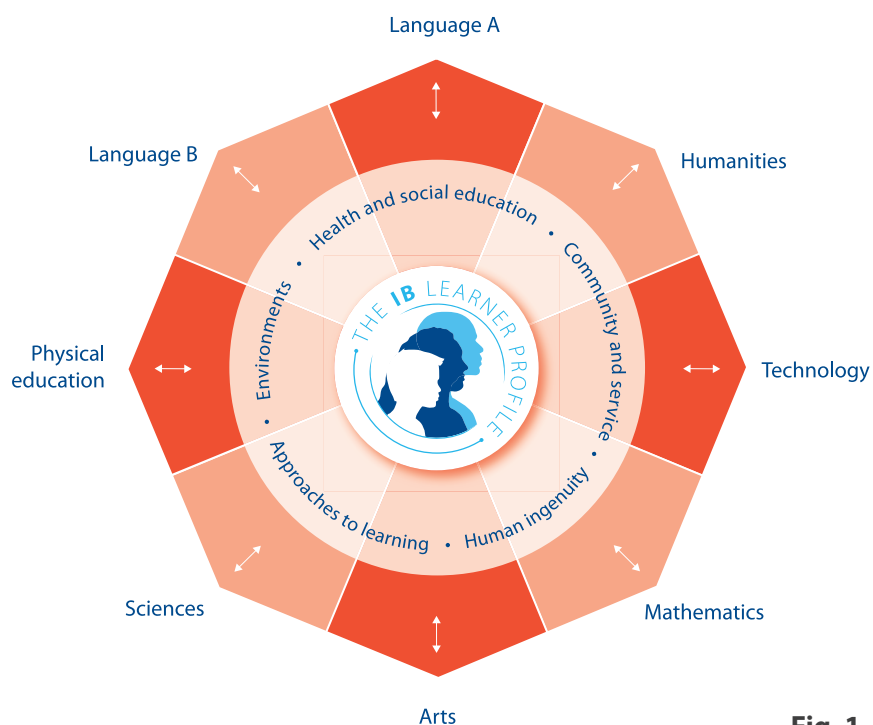 Language A
Language B
Humanities
Health and social education
•
Community and service
•
Environments
•
THE IB LEARNER PROFILE
Physical
education
Technology
•
Approaches to learning
•
Human ingenuity
Sciences
Mathematics
Arts
Fig. 1